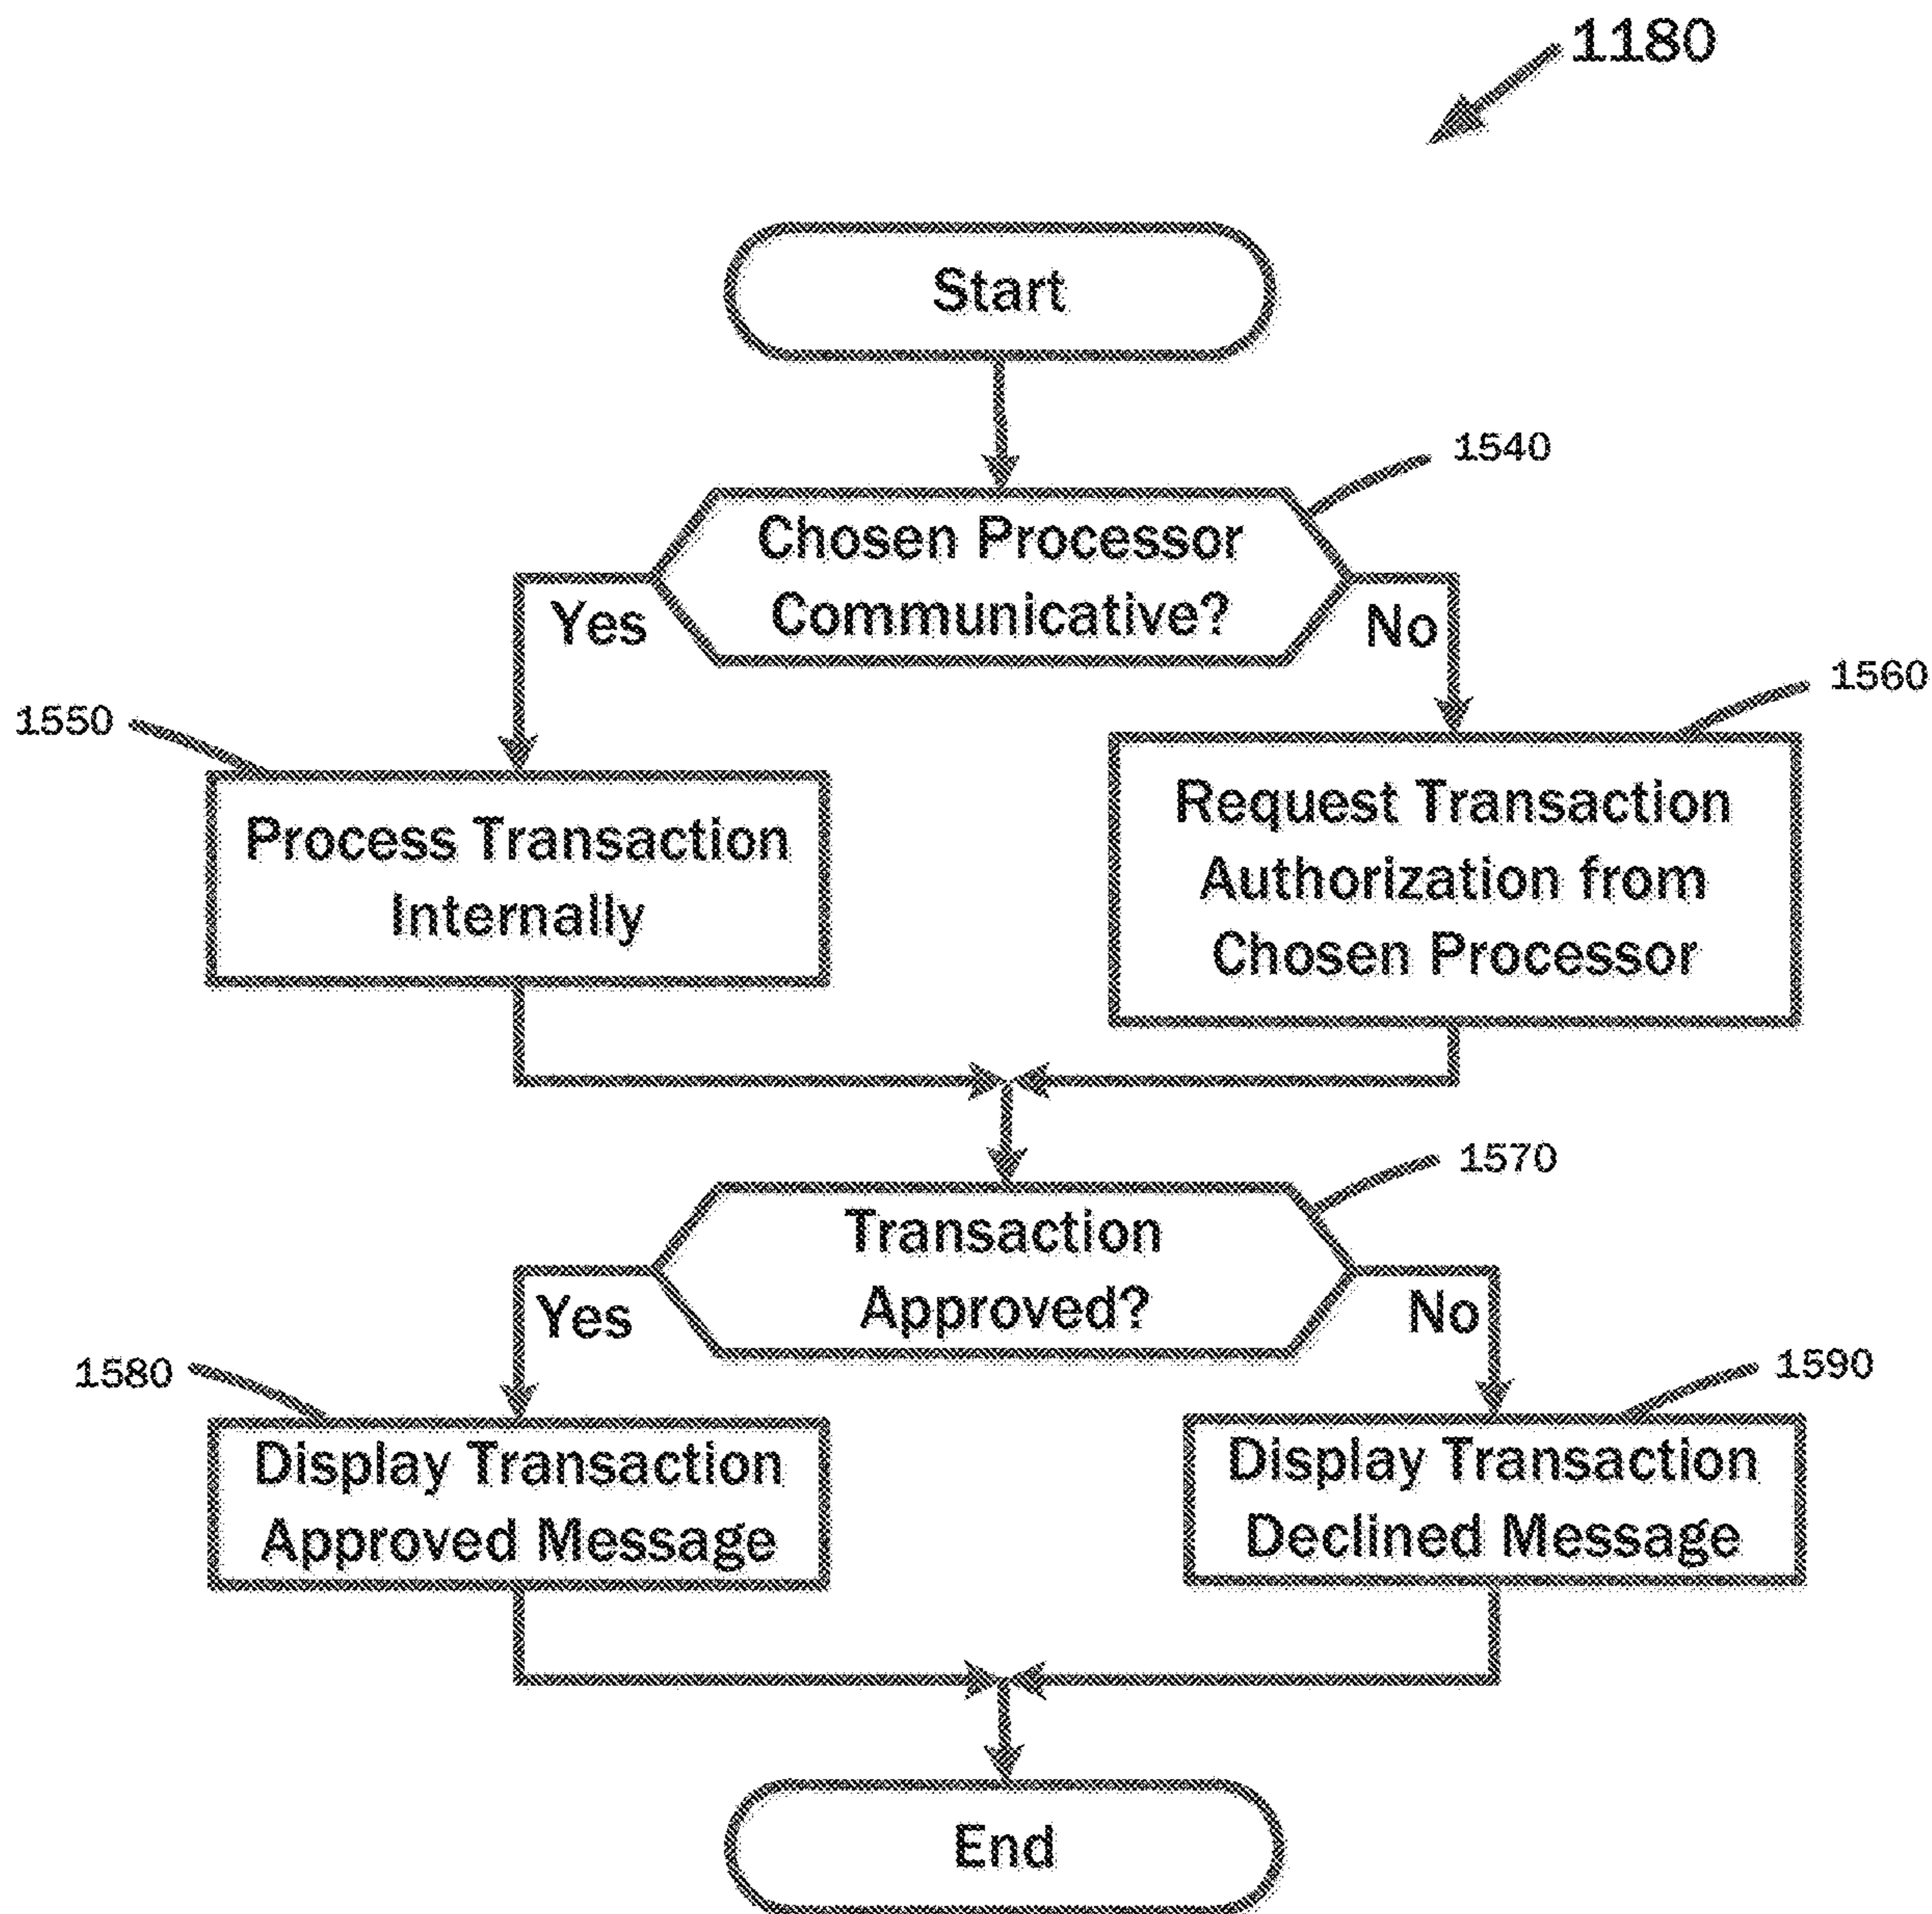 1180
Start
1540
Chosen Processor
Communicative?
Yes
No
1560
1550
Request Transaction
Authorization from
Chosen Processor
Process Transaction
Internally
1570
Transaction
Approved?
Yes
No
1580
1590
Display Transaction
Approved Message
Display Transaction
Declined Message
End